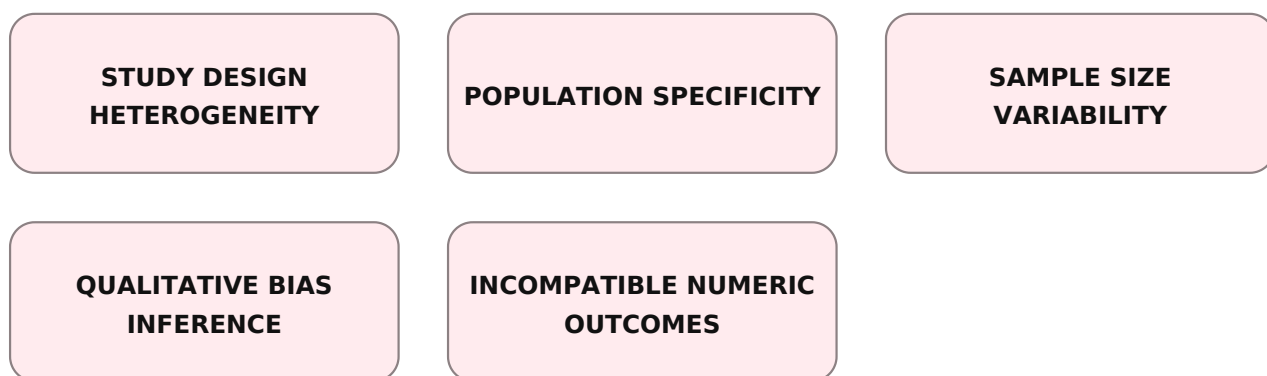 STUDY DESIGN
HETEROGENEITY
POPULATION SPECIFICITY
SAMPLE SIZE
VARIABILITY
QUALITATIVE BIAS
INFERENCE
INCOMPATIBLE NUMERIC
OUTCOMES